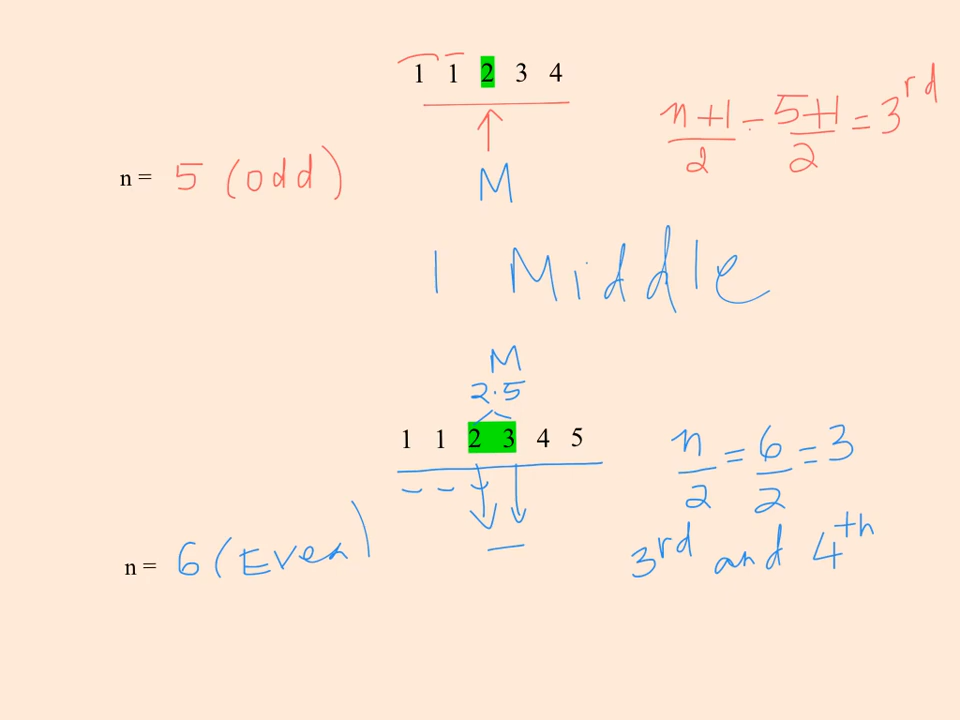 1 1 2 3 4
n+1/2 = 5+1/2 = 3rd
n = 5 (odd)
M
1 Middle
M
2.5
1 1 2 3 4 5
n/2 = 6/2 = 3
n = 6 (Even)
3rd and 4th